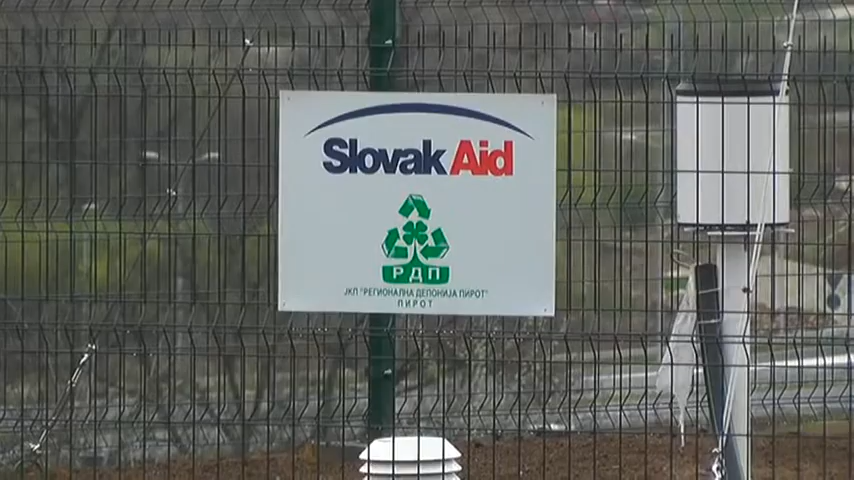 Slovak Aid
РДП
ЈКП "РЕГИОНАЛНА ДЕПОНИЈА ПИРОТ"
ПИРОТ